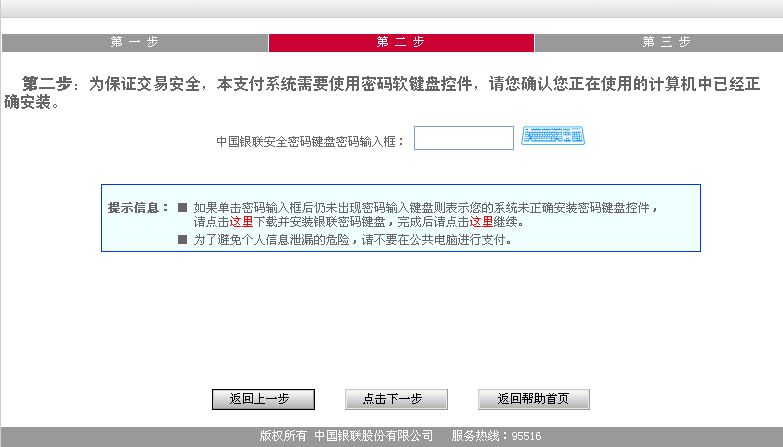 第 一 步
第 二 步
第 三 步
第二步：为保证交易安全，本支付系统需要使用密码软键盘控件，请您确认您正在使用的计算机中已经正
确安装。
中国银联安全密码键盘密码输入框：
提示信息： ■ 如果单击密码输入框后仍未出现密码输入键盘则表示您的系统未正确安装密码键盘控件，
请点击这里下载并安装银联密码键盘，完成后请点击这里继续。
■ 为了避免个人信息泄漏的危险，请不要在公共电脑进行支付。
返回上一步
点击下一步
返回帮助首页
版权所有 中国银联股份有限公司 服务热线：95516